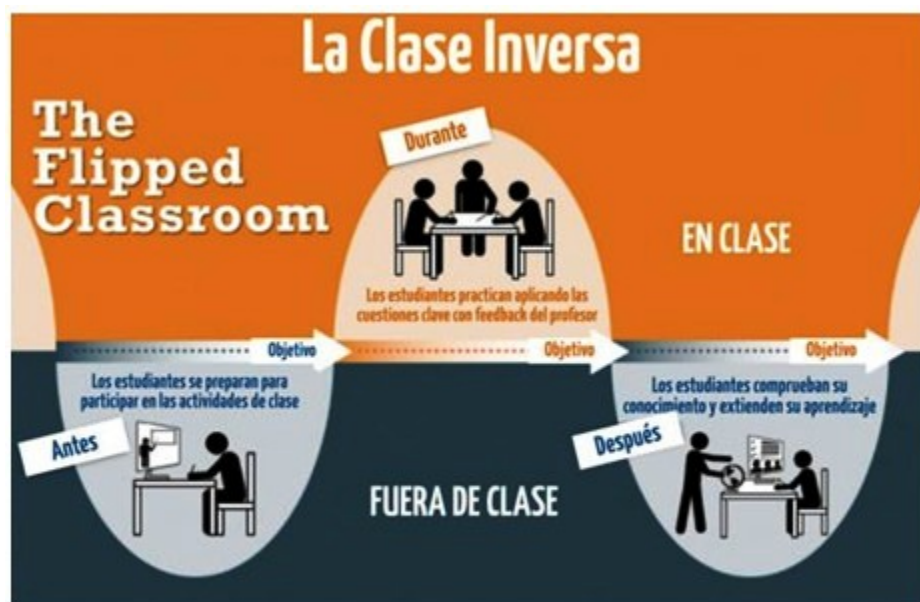 La Clase Inversa
The
Flipped
Classroom
Durante
EN CLASE
Los estudiantes practican aplicando las
cuestiones clave con feedback del profesor
Objetivo
Objetivo
Objetivo
Los estudiantes se preparan para
participar en las actividades de clase
Antes
FUERA DE CLASE
Los estudiantes comprueban su
conocimiento y extienden su aprendizaje
Después